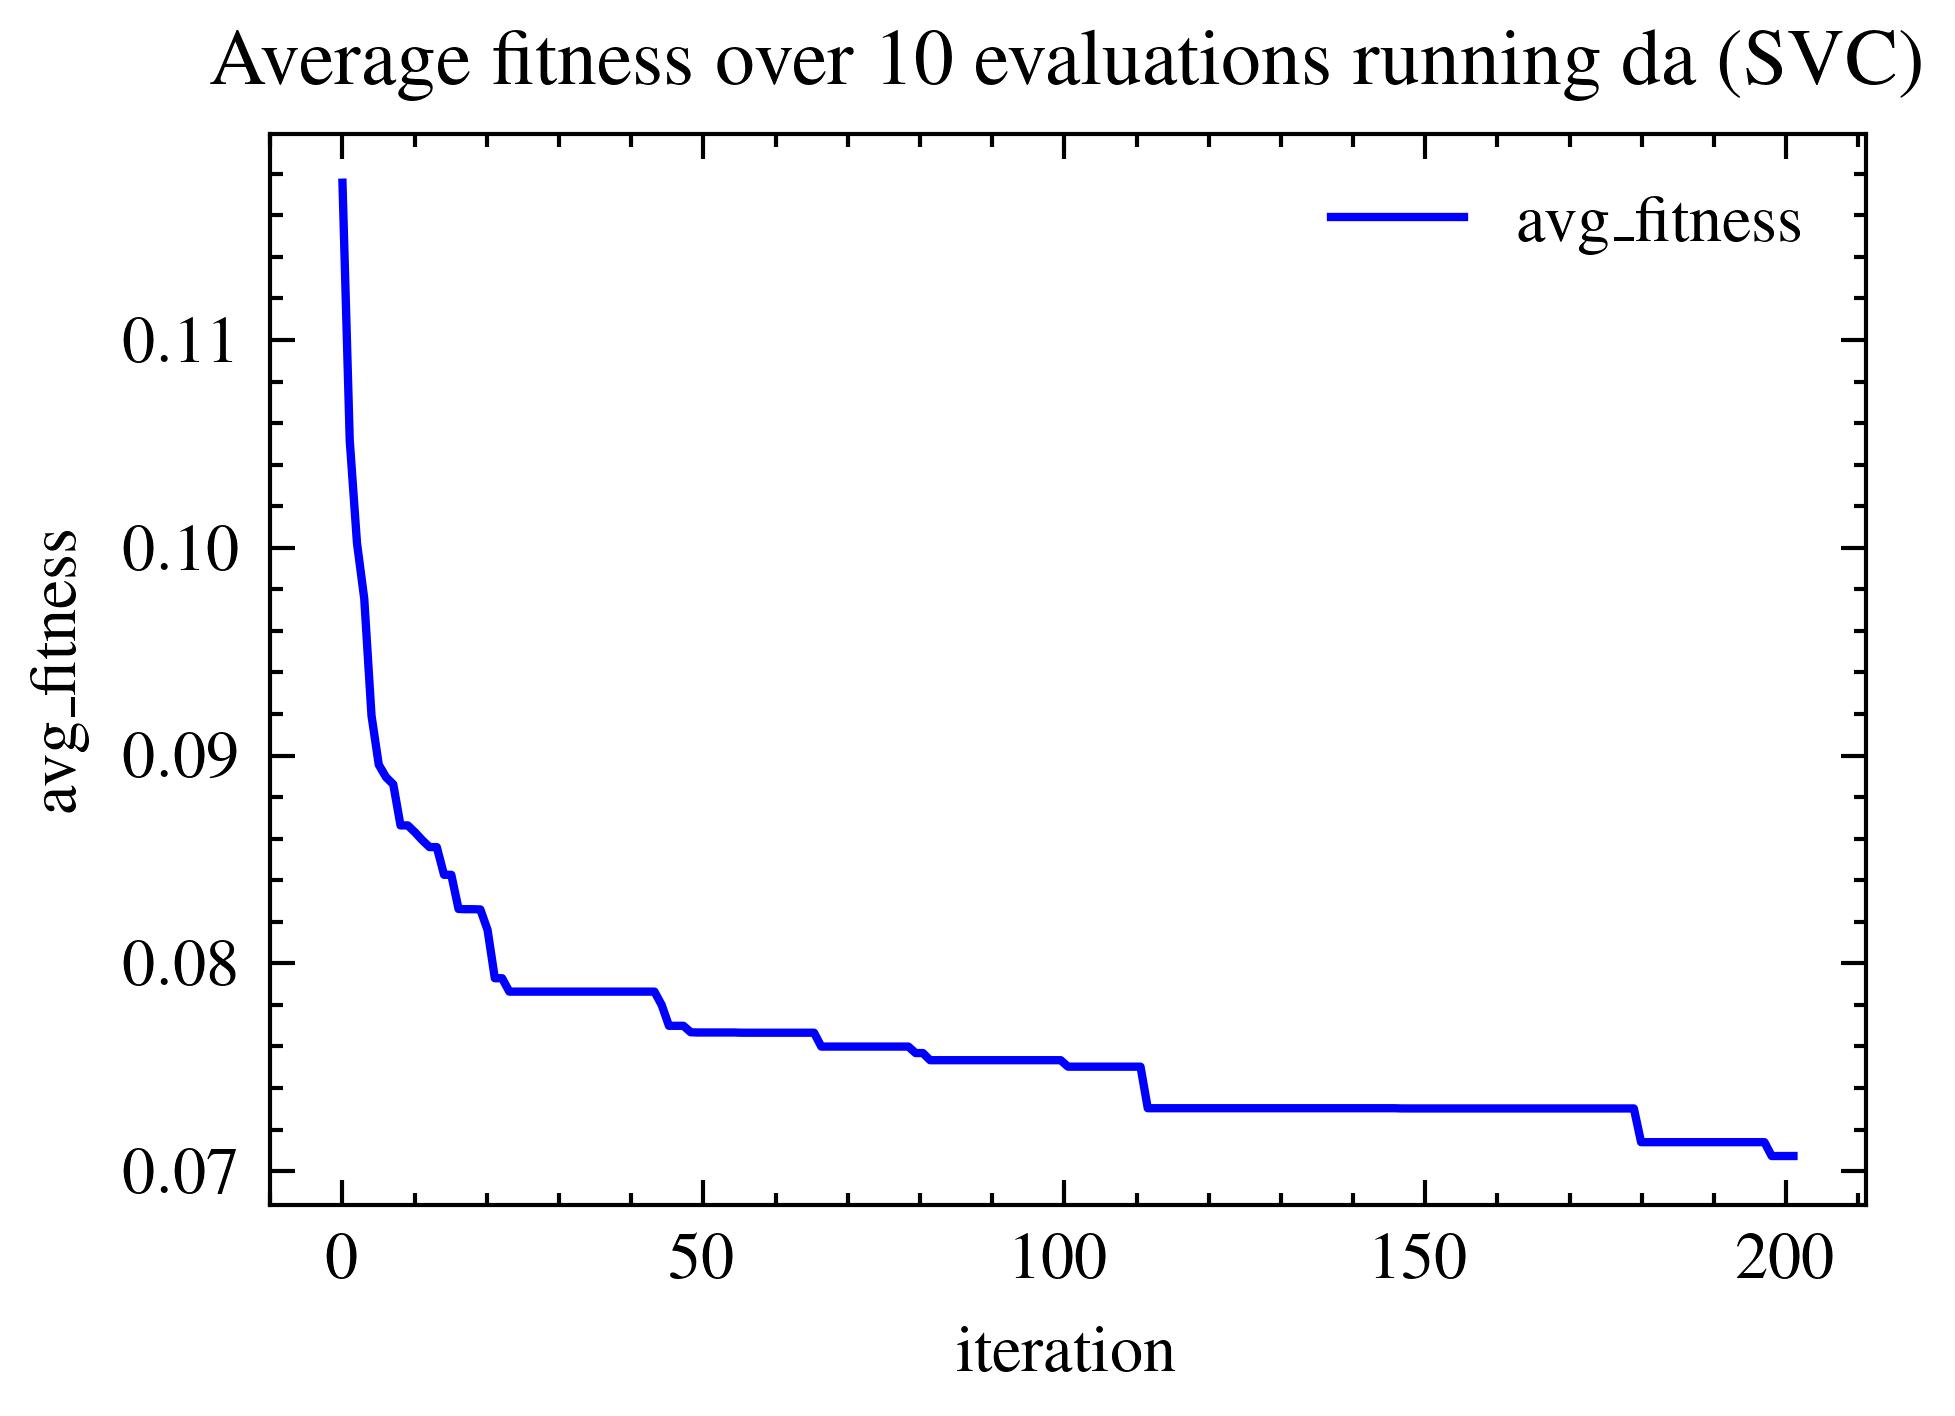 Average fitness over 10 evaluations running da (SVC)
avg_fitness
0.11
0.10
0.09
0.08
0.07
avg_fitness
0 50 100 150 200
iteration